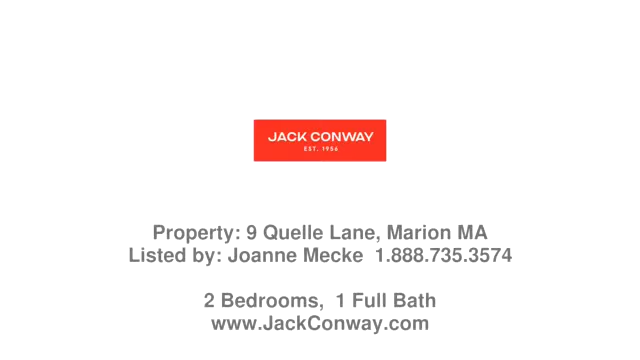 JACK CONWAY
EST. 1956
Property: 9 Quelle Lane, Marion MA
Listed by: Joanne Mecke  1.888.735.3574
2 Bedrooms,  1 Full Bath
www.JackConway.com